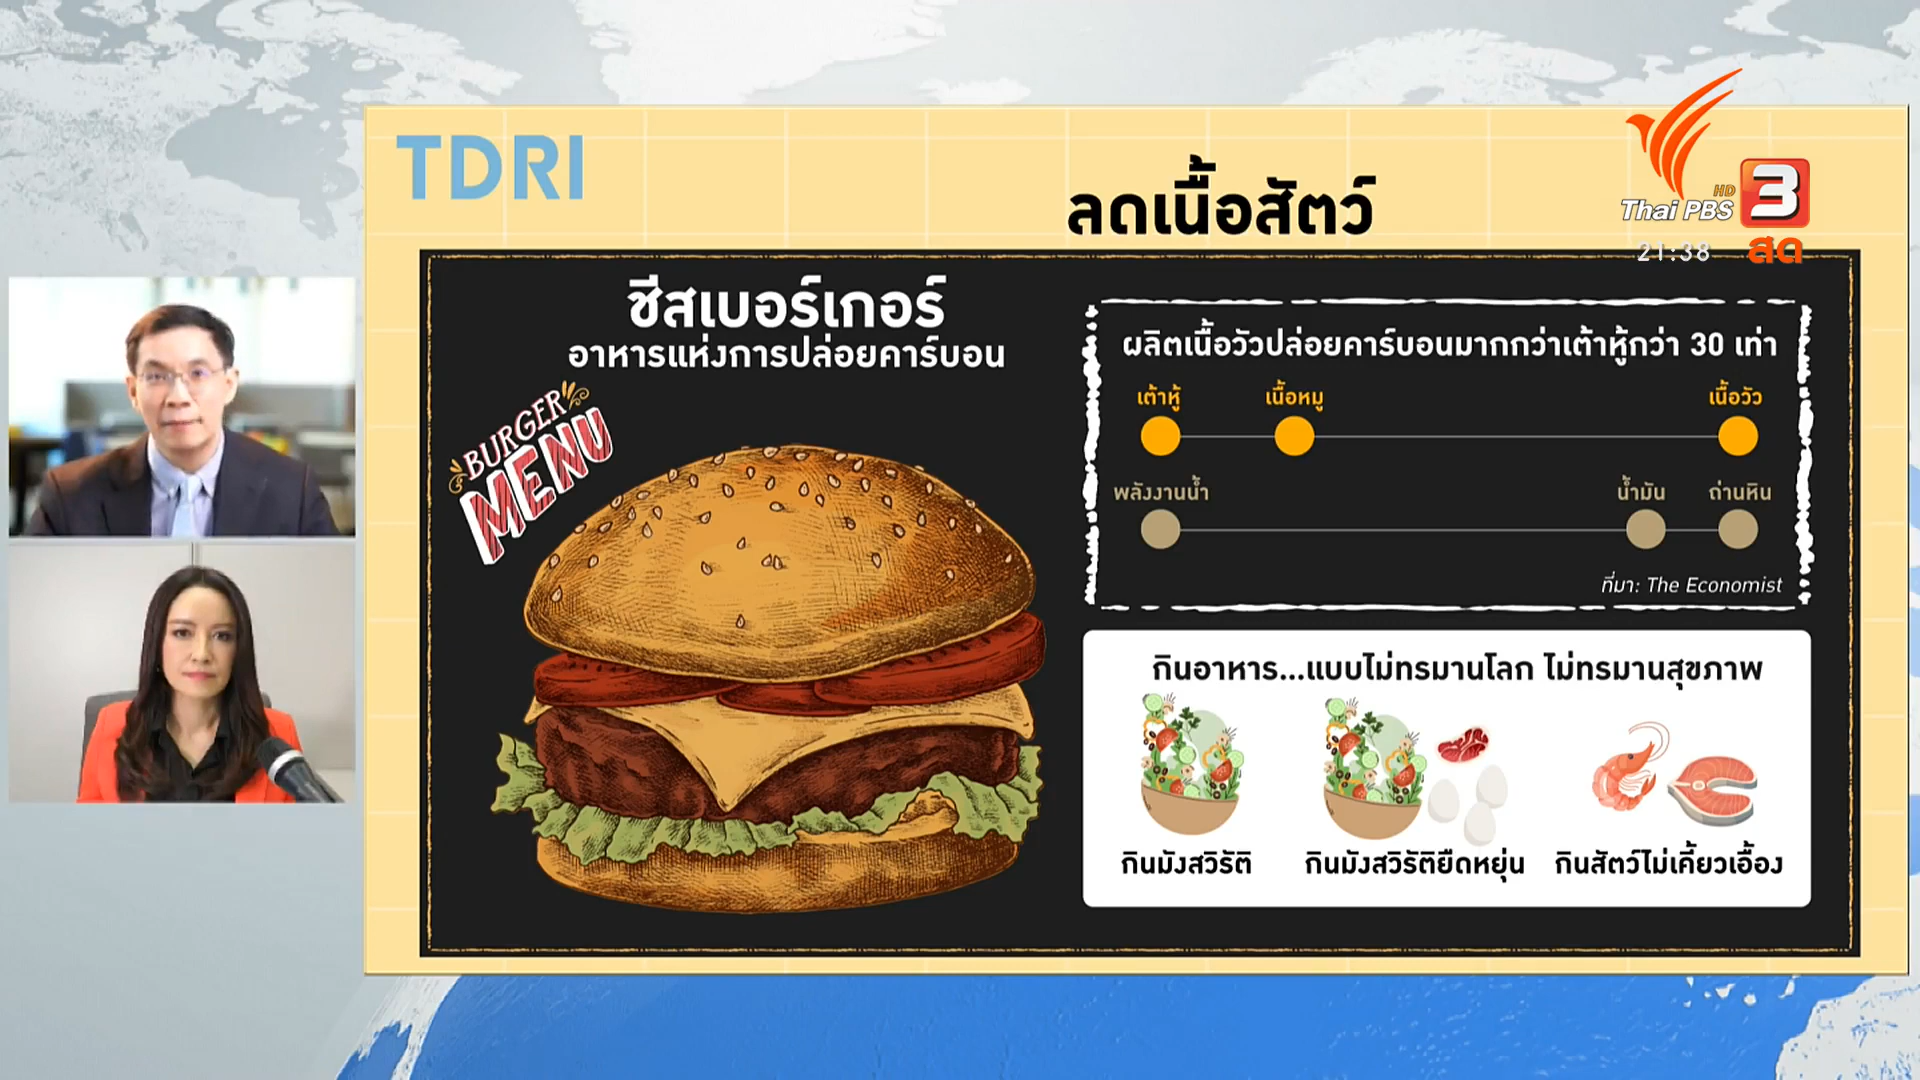 TDRI
ลดเนื้อสัตว์
HD
Thai PBS 3
21:38 สด
ชีสเบอร์เกอร์
อาหารแห่งการปล่อยคาร์บอน
BURGER
MENU
ผลิตเนื้อวัวปล่อยคาร์บอนมากกว่าเต้าหู้กว่า 30 เท่า
เต้าหู้ เนื้อหมู เนื้อวัว
พลังงานน้ำ น้ำมัน ถ่านหิน
ที่มา: The Economist
กินอาหาร...แบบไม่ทรมานโลก ไม่ทรมานสุขภาพ
กินมังสวิรัติ กินมังสวิรัติยืดหยุ่น กินสัตว์ไม่เคี้ยวเอื้อง